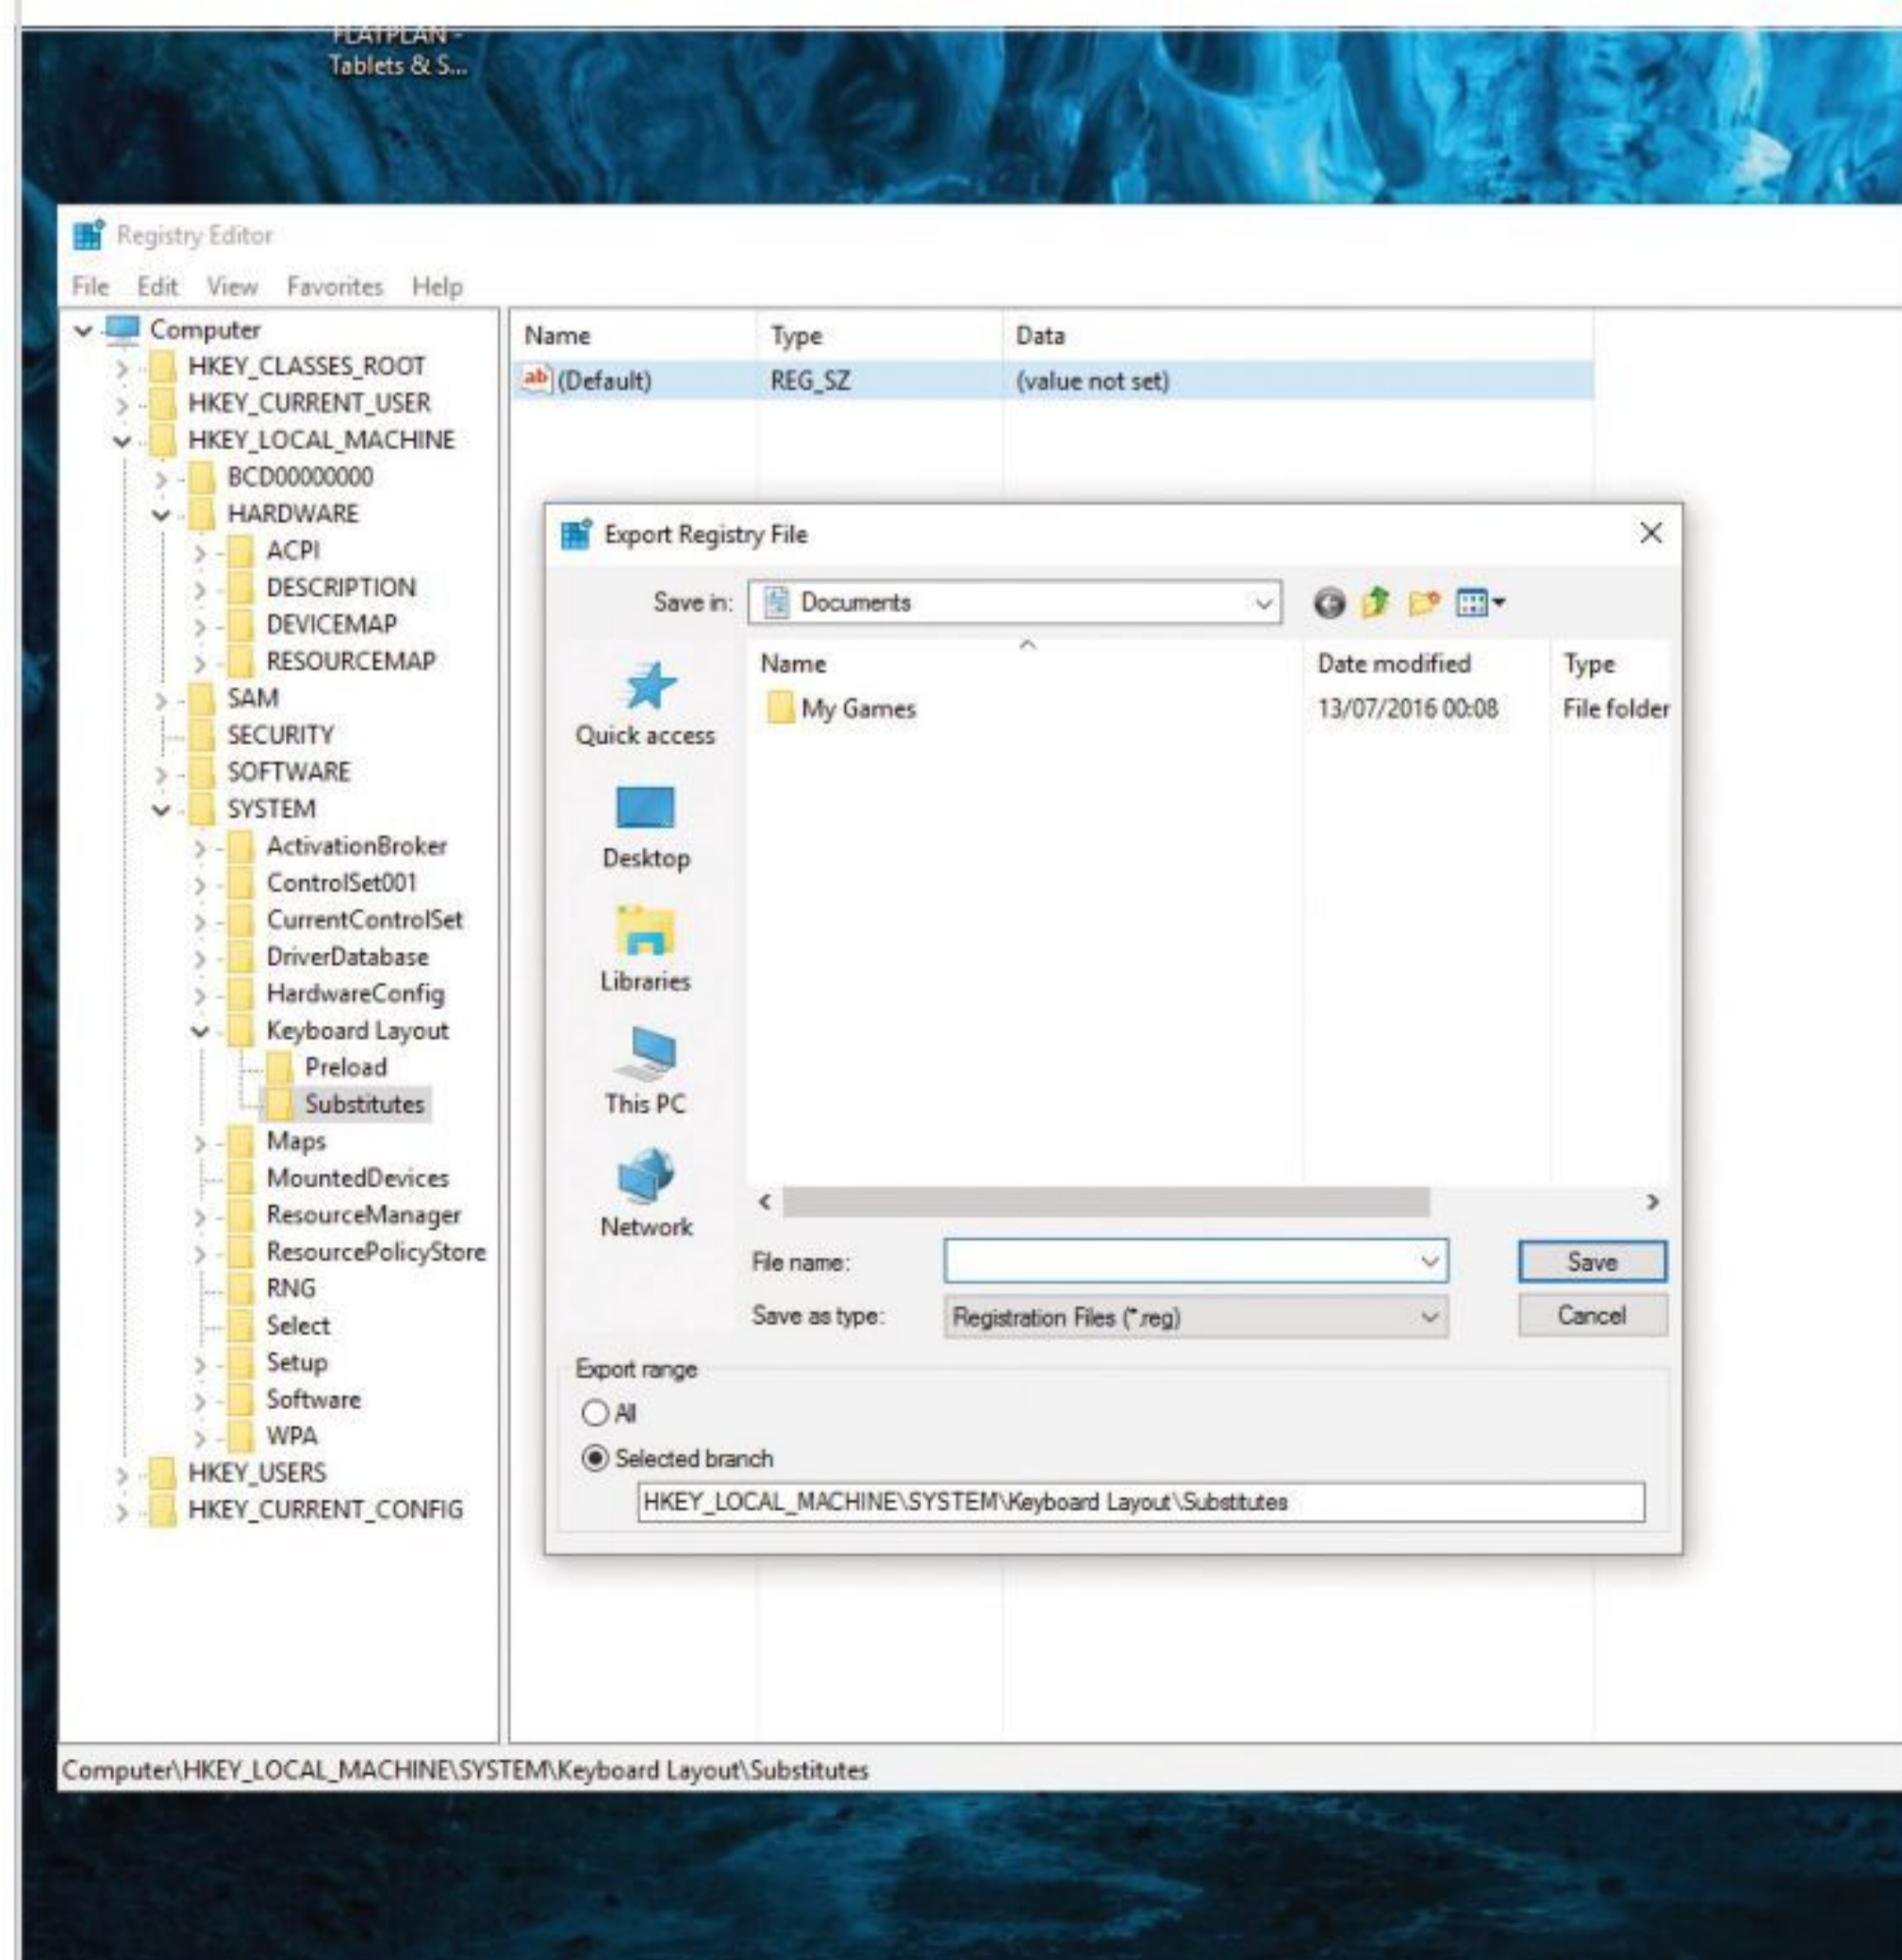 FLATPLAN -
Tablets & S...
Registry Editor
File Edit View Favorites Help
Computer
HKEY_CLASSES_ROOT
HKEY_CURRENT_USER
HKEY_LOCAL_MACHINE
BCD00000000
HARDWARE
ACPI
DESCRIPTION
DEVICEMAP
RESOURCEMAP
SAM
SECURITY
SOFTWARE
SYSTEM
ActivationBroker
ControlSet001
CurrentControlSet
DriverDatabase
HardwareConfig
Keyboard Layout
Preload
Substitutes
Maps
MountedDevices
ResourceManager
ResourcePolicyStore
RNG
Select
Setup
Software
WPA
HKEY_USERS
HKEY_CURRENT_CONFIG
Name Type Data
ab (Default) REG_SZ (value not set)
Export Registry File
Save in: Documents
Quick access
Desktop
Libraries
This PC
Network
Name Date modified Type
My Games 13/07/2016 00:08 File folder
File name: Save
Save as type: Registration Files (*.reg) Cancel
Export range
All
Selected branch
HKEY_LOCAL_MACHINE\SYSTEM\Keyboard Layout\Substitutes
Computer\HKEY_LOCAL_MACHINE\SYSTEM\Keyboard Layout\Substitutes